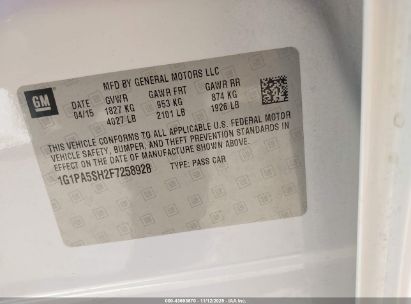 MFD BY GENERAL MOTORS LLC
GM
DATE GVWR GAWR FRT GAWR RR
04/15 1827 KG 953 KG 874 KG
4027 LB 2101 LB 1926 LB
THIS VEHICLE CONFORMS TO ALL APPLICABLE U.S. FEDERAL MOTOR
VEHICLE SAFETY, BUMPER, AND THEFT PREVENTION STANDARDS IN
EFFECT ON THE DATE OF MANUFACTURE SHOWN ABOVE.
1G1PA5SH2F7258928 TYPE: PASS CAR